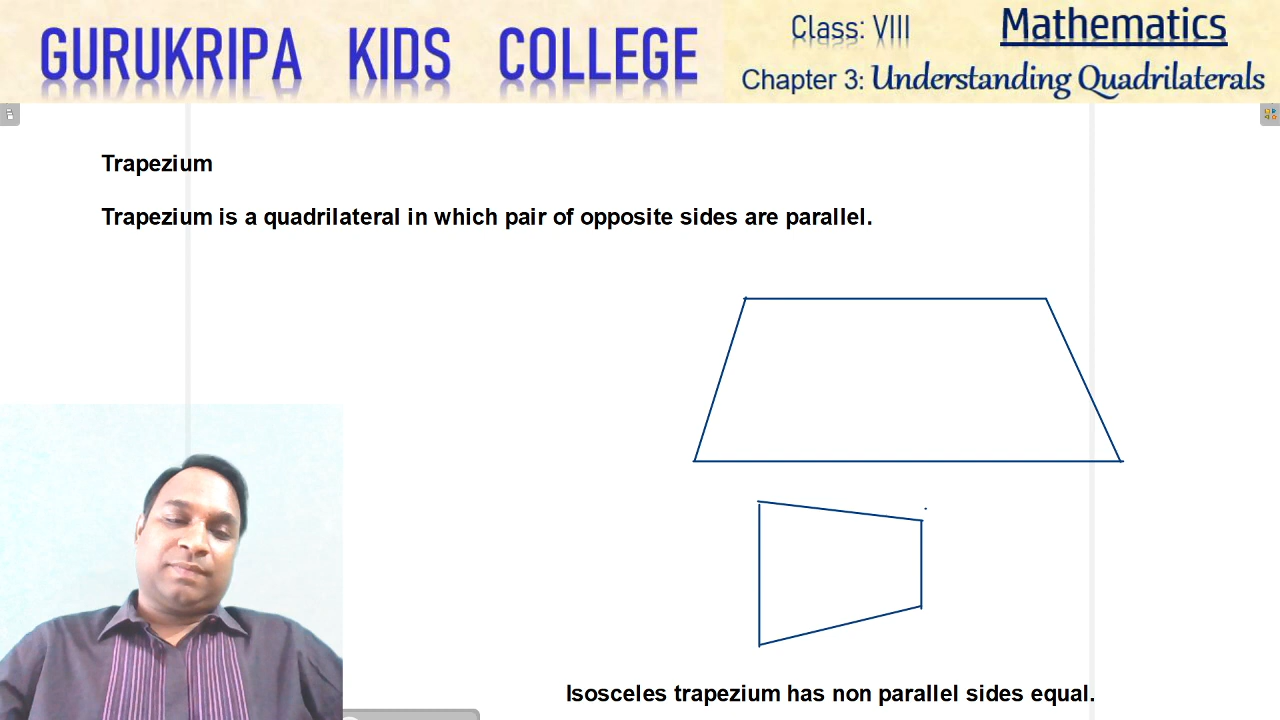 GURUKRIPA KIDS COLLEGE
Class: VIII Mathematics
Chapter 3: Understanding Quadrilaterals
Trapezium
Trapezium is a quadrilateral in which pair of opposite sides are parallel.
Isosceles trapezium has non parallel sides equal.